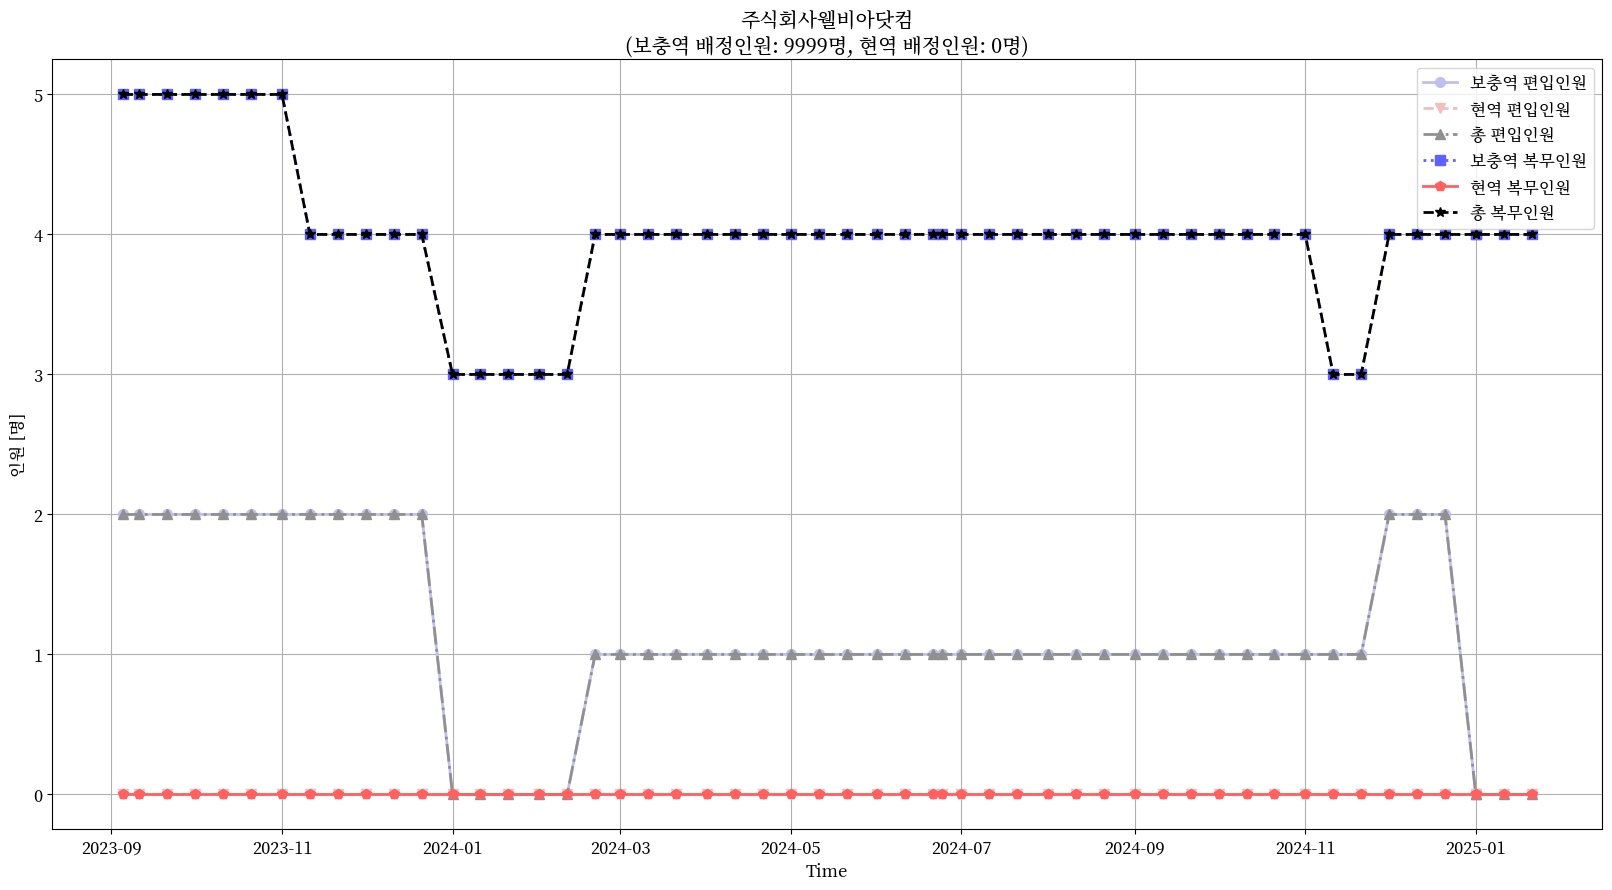 주식회사웰비아닷컴
(보충역 배정인원: 9999명, 현역 배정인원: 0명)
보충역 편입인원
현역 편입인원
총 편입인원
보충역 복무인원
현역 복무인원
총 복무인원
인원 [명]
5
4
3
2
1
0
2023-09
2023-11
2024-01
2024-03
2024-05
2024-07
2024-09
2024-11
2025-01
Time